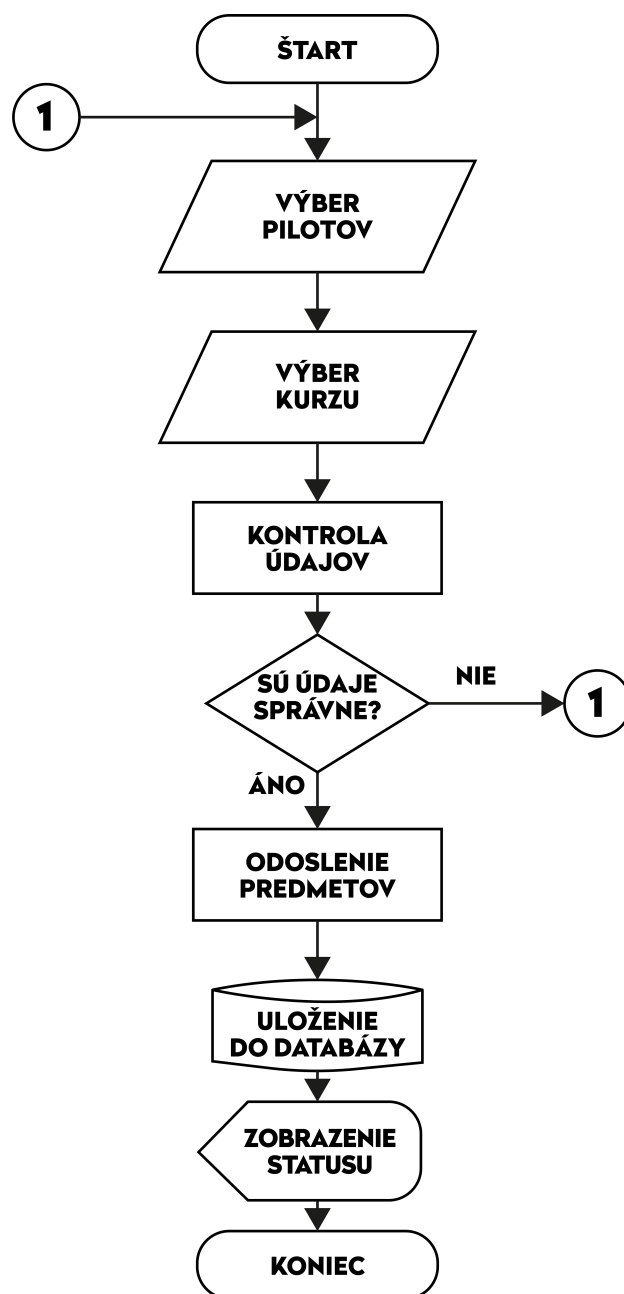 ŠTART
1
VÝBER
PILOTOV
VÝBER
KURZU
KONTROLA
ÚDAJOV
SÚ ÚDAJE
SPRÁVNE?
NIE
1
ÁNO
ODOSLENIE
PREDMETOV
ULOŽENIE
DO DATABÁZY
ZOBRAZENIE
STATUSU
KONIEC